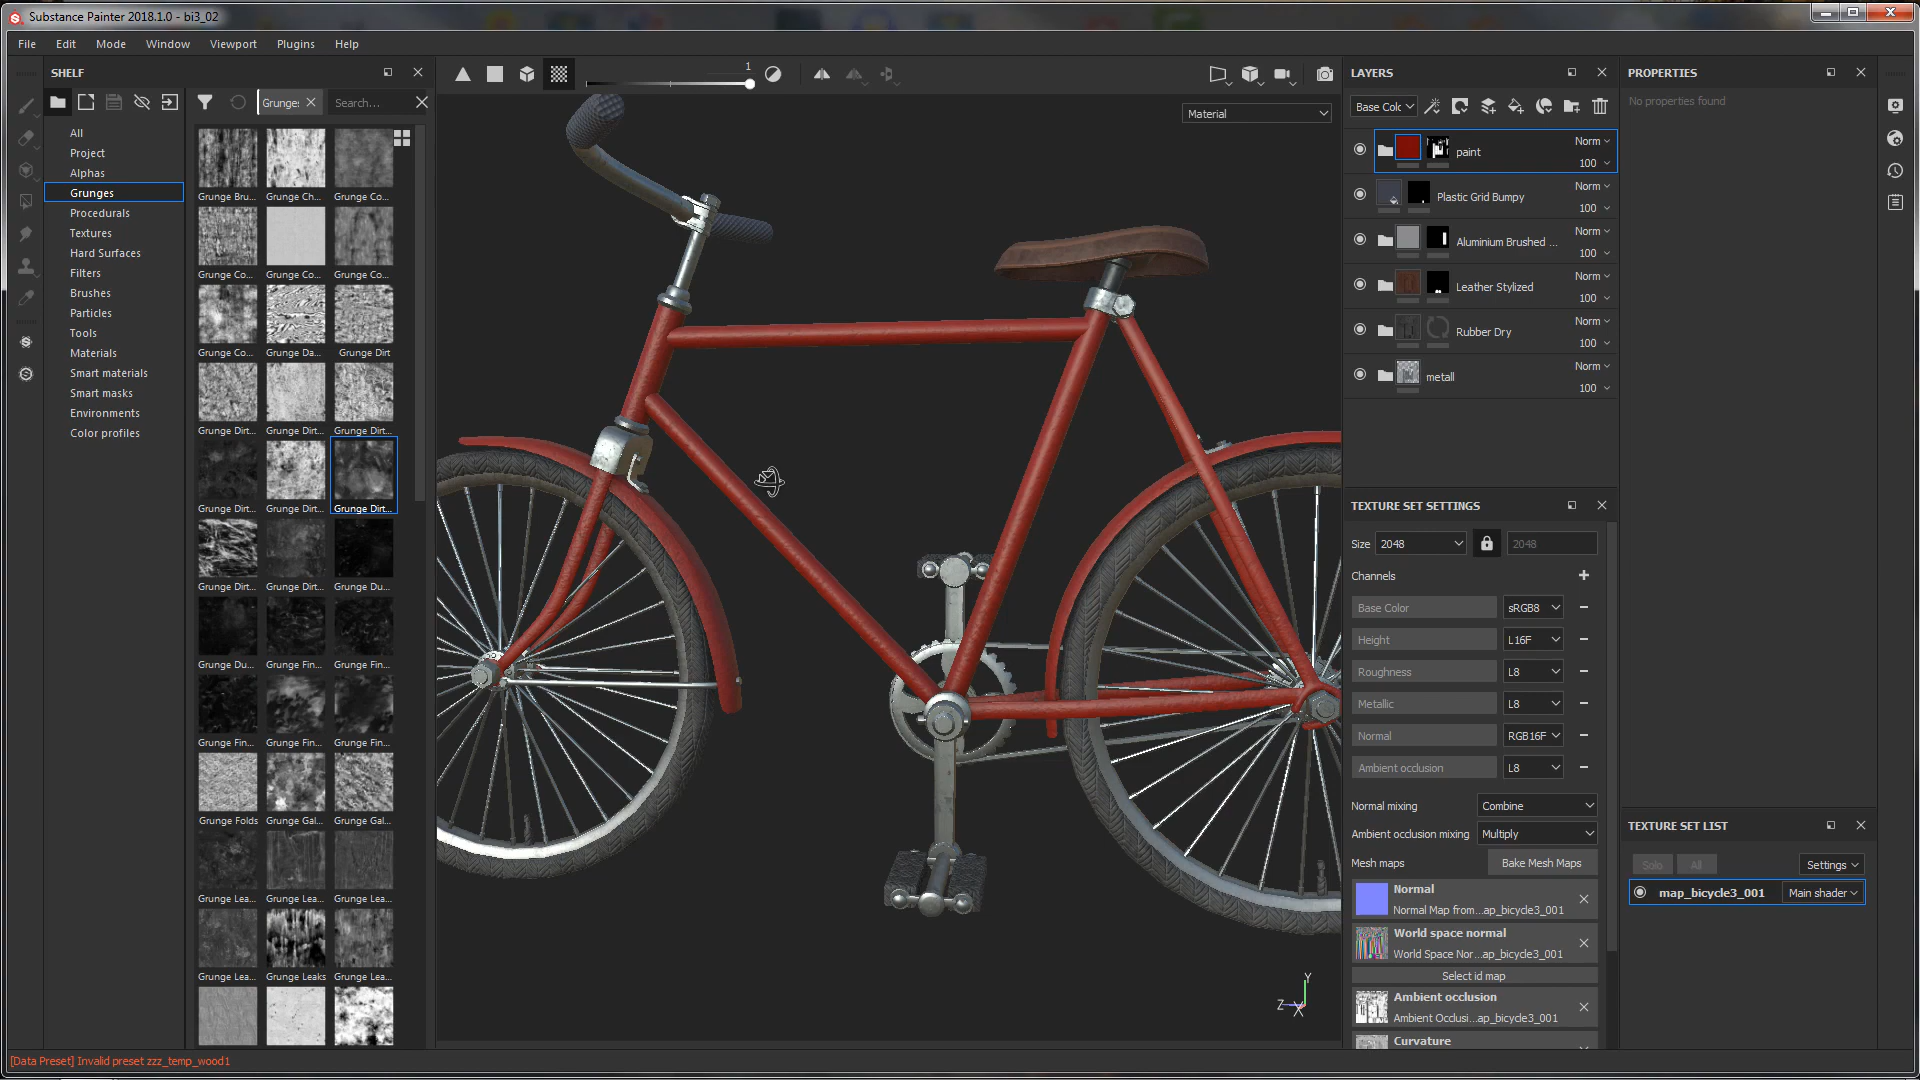 Substance Painter 2018.1.0 - bi3_02
File Edit Mode Window Viewport Plugins Help
SHELF
Grunge:
Search...
All
Project
Alphas
Grunges
Procedurals
Textures
Hard Surfaces
Filters
Brushes
Particles
Tools
Materials
Smart materials
Smart masks
Environments
Color profiles
Grunge Bru... Grunge Ch... Grunge Co...
Grunge Co... Grunge Co... Grunge Co...
Grunge Co... Grunge Da... Grunge Dirt
Grunge Dirt... Grunge Dirt... Grunge Dirt...
Grunge Dirt... Grunge Dirt... Grunge Dirt...
Grunge Dirt... Grunge Dirt... Grunge Du...
Grunge Du... Grunge Fin... Grunge Fin...
Grunge Fin... Grunge Fin... Grunge Fin...
Grunge Folds Grunge Gal... Grunge Gal...
Grunge Lea... Grunge Lea... Grunge Lea...
Grunge Lea... Grunge Leaks Grunge Lea...
1
Material
Y
Z
X
LAYERS
Base Colc
paint Norm 100
Plastic Grid Bumpy Norm 100
Aluminium Brushed ... Norm 100
Leather Stylized Norm 100
Rubber Dry Norm 100
metall Norm 100
TEXTURE SET SETTINGS
Size 2048 2048
Channels +
Base Color sRGB8
Height L16F
Roughness L8
Metallic L8
Normal RGB16F
Ambient occlusion L8
Normal mixing Combine
Ambient occlusion mixing Multiply
Mesh maps Bake Mesh Maps
Normal
Normal Map from...ap_bicycle3_001
World space normal
World Space Nor...ap_bicycle3_001
Select id map
Ambient occlusion
Ambient Occlusi...ap_bicycle3_001
Curvature
PROPERTIES
No properties found
TEXTURE SET LIST
Solo All Settings
map_bicycle3_001 Main shader
[Data Preset] Invalid preset zzz_temp_wood1